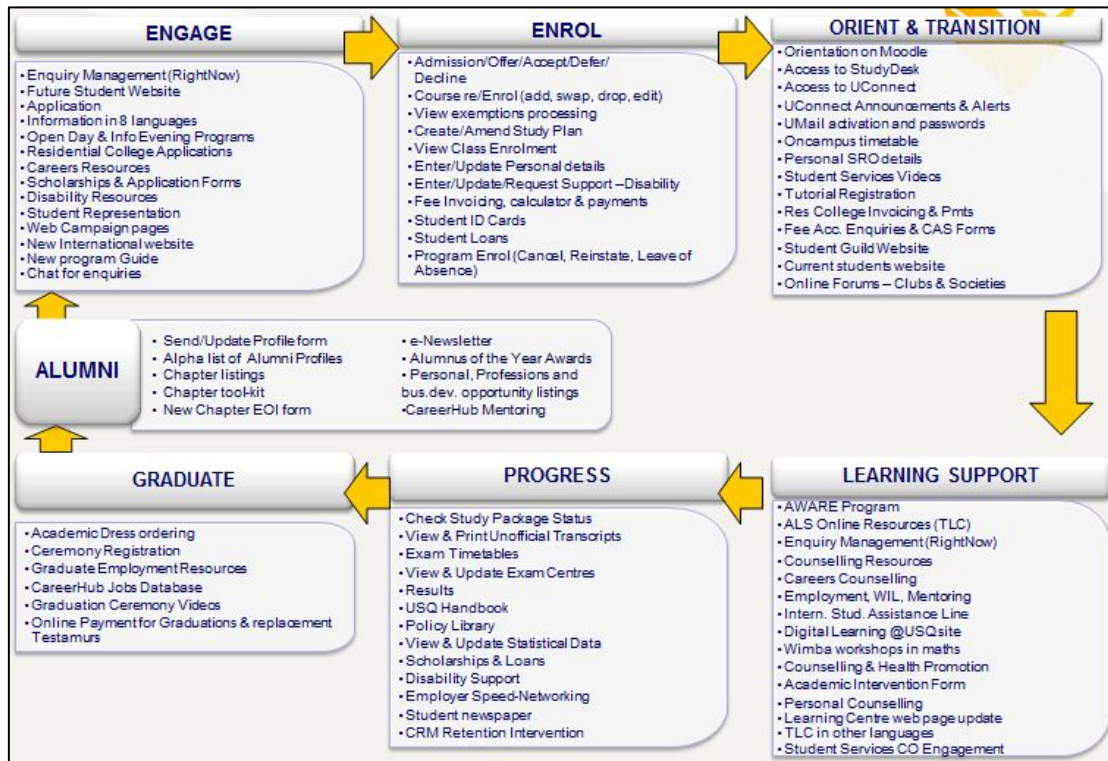 ENGAGE
• Enquiry Management (RightNow)
• Future Student Website
• Application
• Information in 8 languages
• Open Day & Info Evening Programs
• Residential College Applications
• Careers Resources
• Scholarships & Application Forms
• Disability Resources
• Student Representation
• Web Campaign pages
• New International website
• New program Guide
• Chat for enquiries
ENROL
• Admission/Offer/Accept/Defer/
Decline
• Course re/Enrol (add, swap, drop, edit)
• View exemptions processing
• Create/Amend Study Plan
• View Class Enrolment
• Enter/Update Personal details
• Enter/Update/Request Support –Disability
• Fee Invoicing, calculator & payments
• Student ID Cards
• Student Loans
• Program Enrol (Cancel, Reinstate, Leave of
Absence)
ORIENT & TRANSITION
• Orientation on Moodle
• Access to StudyDesk
• Access to UConnect
• UConnect Announcements & Alerts
• UMail activation and passwords
• Oncampus timetable
• Personal SRO details
• Student Services Videos
• Tutorial Registration
• Res College Invoicing & Pmts
• Fee Acc. Enquiries & CAS Forms
• Student Guild Website
• Current students website
• Online Forums – Clubs & Societies
ALUMNI
• Send/Update Profile form
• Alpha list of Alumni Profiles
• Chapter listings
• Chapter tool-kit
• New Chapter EOI form
• e-Newsletter
• Alumnus of the Year Awards
• Personal, Professions and
bus.dev. opportunity listings
•CareerHub Mentoring
GRADUATE
• Academic Dress ordering
• Ceremony Registration
• Graduate Employment Resources
• CareerHub Jobs Database
• Graduation Ceremony Videos
• Online Payment for Graduations & replacement
Testamurs
PROGRESS
• Check Study Package Status
• View & Print Unofficial Transcripts
• Exam Timetables
• View & Update Exam Centres
• Results
• USQ Handbook
• Policy Library
• View & Update Statistical Data
• Scholarships & Loans
• Disability Support
• Employer Speed-Networking
• Student newspaper
• CRM Retention Intervention
LEARNING SUPPORT
• AWARE Program
• ALS Online Resources (TLC)
• Enquiry Management (RightNow)
• Counselling Resources
• Careers Counselling
• Employment, WIL, Mentoring
• Intern. Stud. Assistance Line
• Digital Learning @USQ site
• Wimba workshops in maths
• Counselling & Health Promotion
• Academic Intervention Form
• Personal Counselling
• Learning Centre web page update
• TLC in other languages
• Student Services CO Engagement